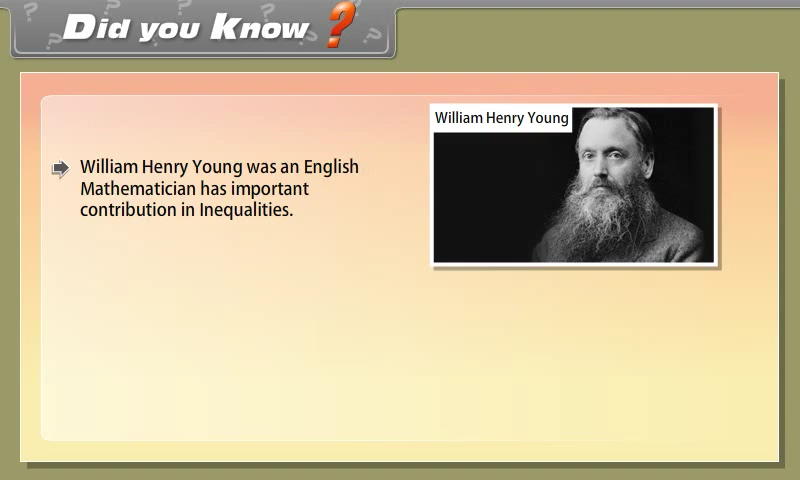 Did you Know ?
William Henry Young
William Henry Young was an English
Mathematician has important
contribution in Inequalities.